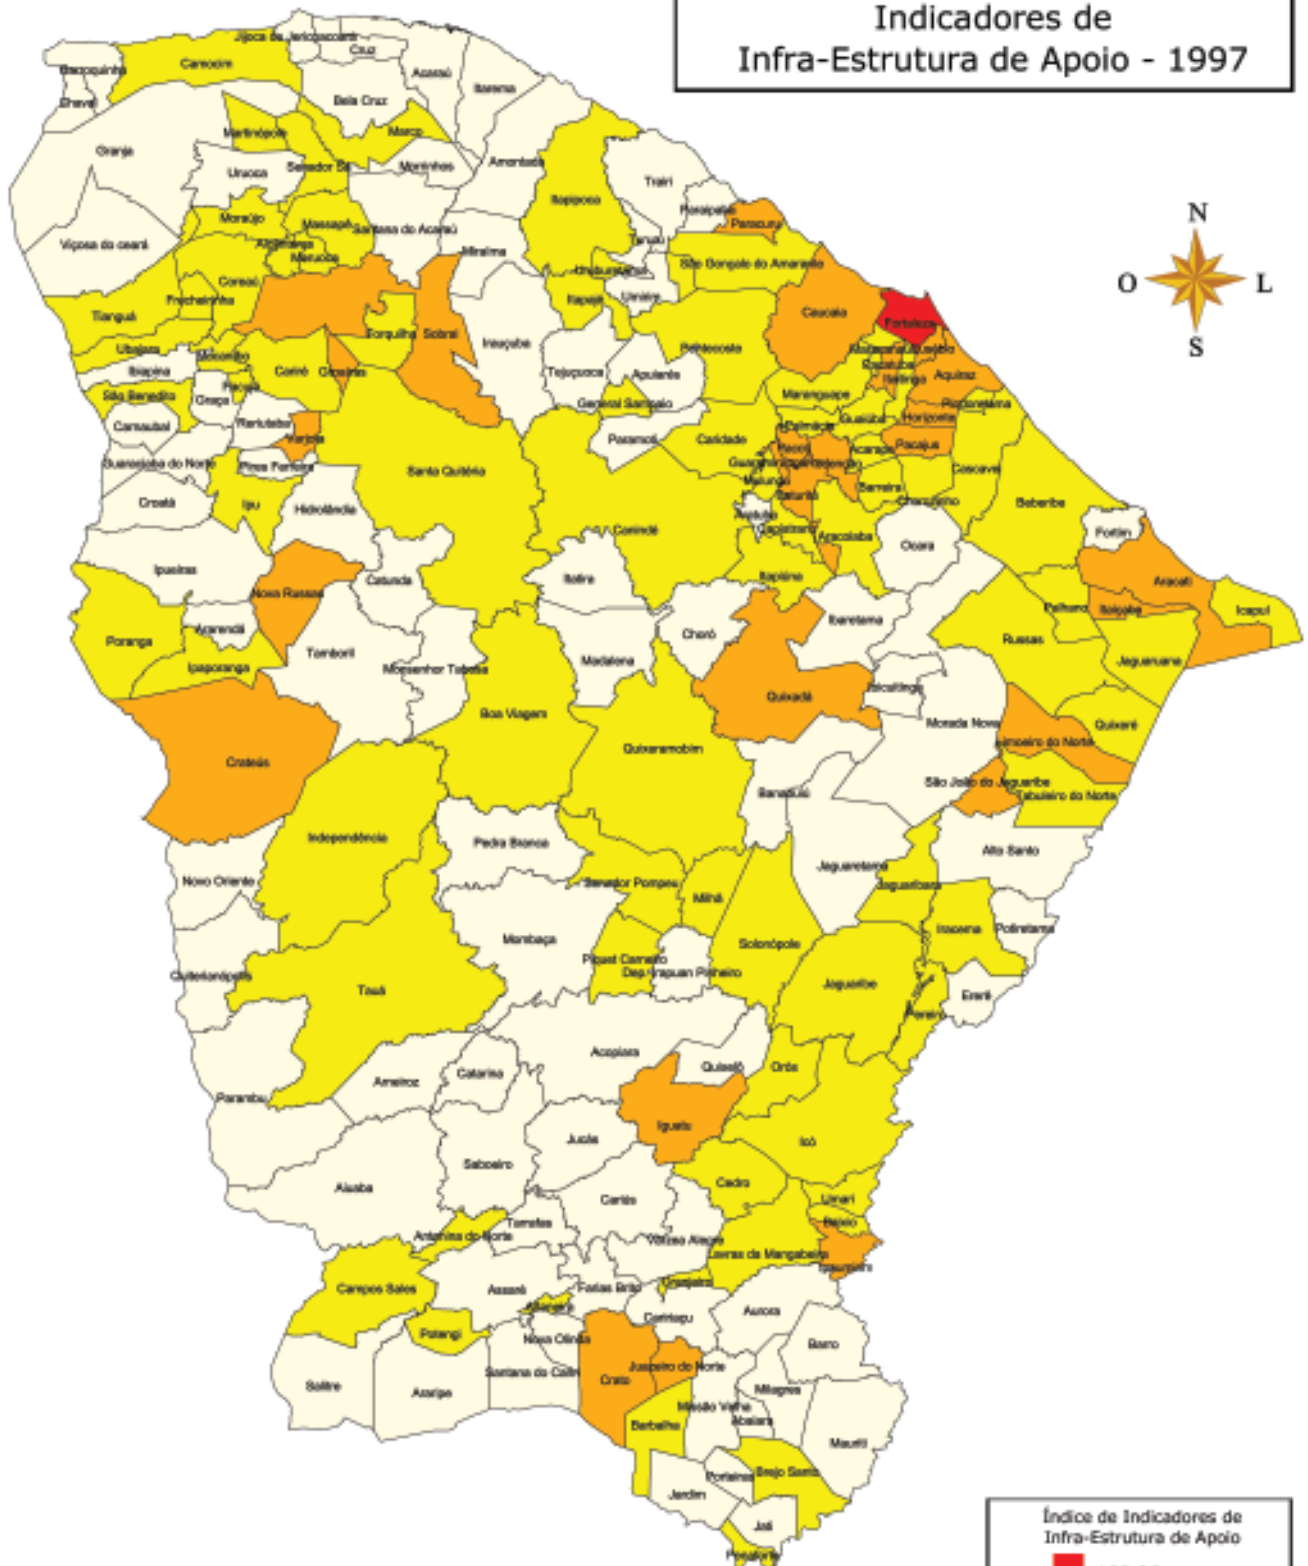 Indicadores de
Infra-Estrutura de Apoio - 1997
N
O
L
S
Jijoca de Jericoacoara
Cruz
Camocim
Chaval
Acaraú
Itarema
Bela Cruz
Marco
Martinópole
Granja
Uruoca
Senador Sá
Morrinhos
Amontada
Trairi
Itapipoca
Paraipaba
Paracuru
Moraújo
Massapê
Santana do Acaraú
Viçosa do ceará
Alcântaras
Meruoca
Miraíma
Tururu
São Gonçalo do Amarante
Coreaú
Uruburetama
Frecheirinha
Itapajé
Umirim
Tianguá
Caucaia
Fortaleza
Forquilha
Sobral
Irauçuba
Pentecoste
Ubajara
Mucambo
Ibiapina
Cariré
Groaíras
Tejuçuoca
Apuiarés
Itaitinga
Aquiraz
Pacujá
São Benedito
Graça
General Sampaio
Maranguape
Pindoretama
Horizonte
Guaiúba
Carnaubal
Reriutaba
Varjota
Paramoti
Caridade
Palmácia
Pacoti
Acarape
Pacajus
Guaraciaba do Norte
Pires Ferreira
Santa Quitéria
Cascavel
Mulungu
Barreira
Chorozinho
Baturité
Croatá
Ipu
Hidrolândia
Beberibe
Aratuba
Capistrano
Canindé
Aracoiaba
Ocara
Fortim
Ipueiras
Nova Russas
Catunda
Itatira
Itapiúna
Aracati
Itaiçaba
Icapuí
Palhano
Poranga
Ararendá
Choró
Ibaretama
Russas
Ipaporanga
Tamboril
Monsenhor Tabosa
Madalena
Jaguaruana
Quixadá
Ibicuitinga
Boa Viagem
Morada Nova
Quixeré
Crateús
Quixeramobim
Limoeiro do Norte
São João do Jaguaribe
Tabuleiro do Norte
Banabuiú
Independência
Pedra Branca
Alto Santo
Jaguaretama
Novo Oriente
Senador Pompeu
Milhã
Jaguaribara
Iracema
Potiretama
Mombaça
Solonópole
Piquet Carneiro
Dep. Irapuan Pinheiro
Quiterianópolis
Tauá
Jaguaribe
Ererê
Pereiro
Acopiara
Quixelô
Orós
Catarina
Arneiroz
Parambu
Iguatu
Jucás
Icó
Saboeiro
Aiuaba
Cariús
Cedro
Umari
Baixio
Tarrafas
Antonina do Norte
Várzea Alegre
Lavras da Mangabeira
Ipaumirim
Campos Sales
Assaré
Farias Brito
Granjeiro
Altaneira
Caririaçu
Aurora
Potengi
Nova Olinda
Barro
Santana do Cariri
Crato
Juazeiro do Norte
Salitre
Araripe
Milagres
Missão Velha
Abaiara
Barbalha
Mauriti
Porteiras
Brejo Santo
Jardim
Jati
Penaforte
Índice de Indicadores de
Infra-Estrutura de Apoio